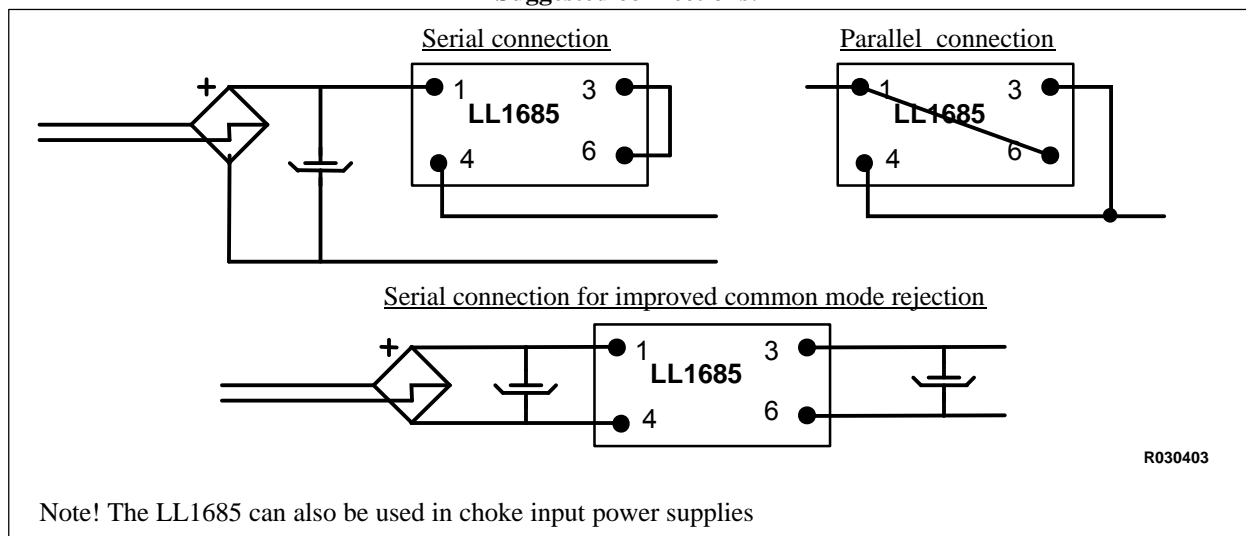 Serial connection
Parallel  connection
+
1
3
LL1685
4
6
1
3
LL1685
4
6
Serial connection for improved common mode rejection
+
1
3
LL1685
4
6
R030403
Note! The LL1685 can also be used in choke input power supplies